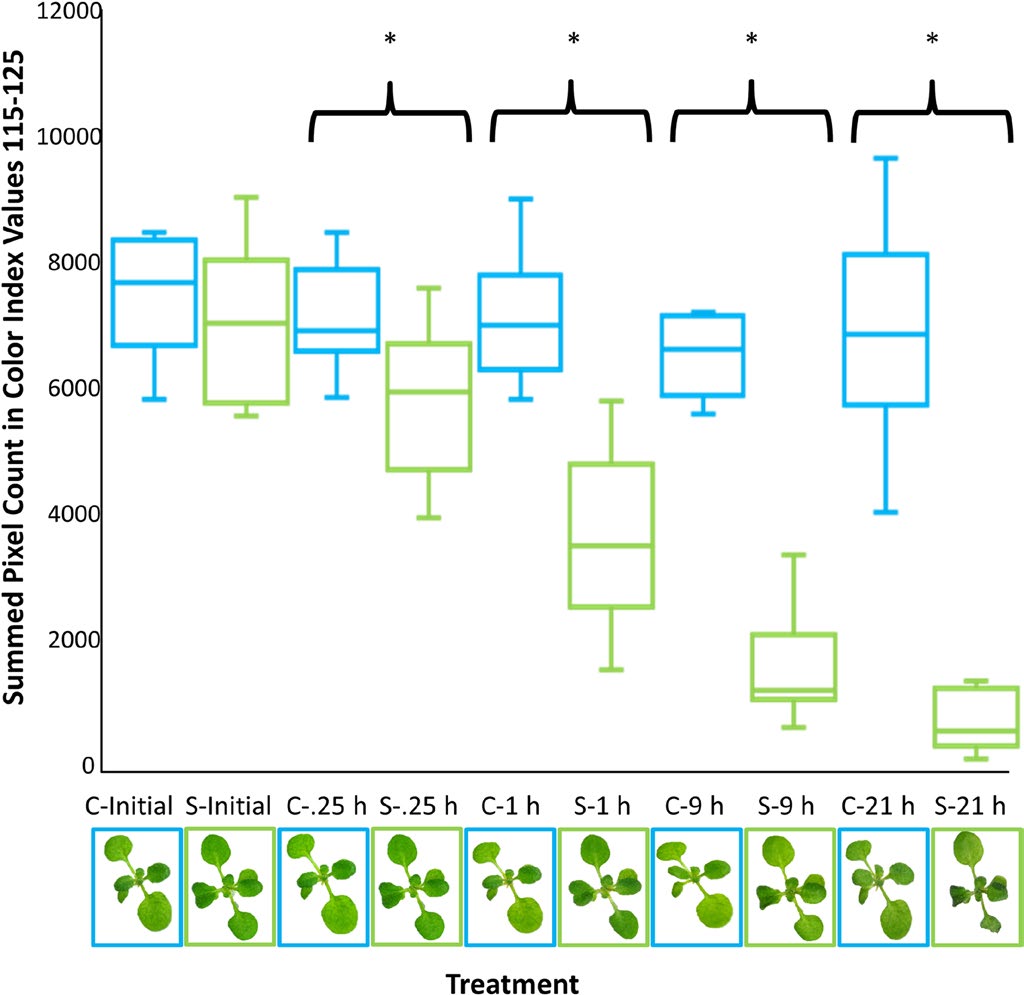 Summed Pixel Count in Color Index Values 115-125
12000
10000
8000
6000
4000
2000
0
* * * *
C-Initial S-Initial C-.25 h S-.25 h C-1 h S-1 h C-9 h S-9 h C-21 h S-21 h
Treatment